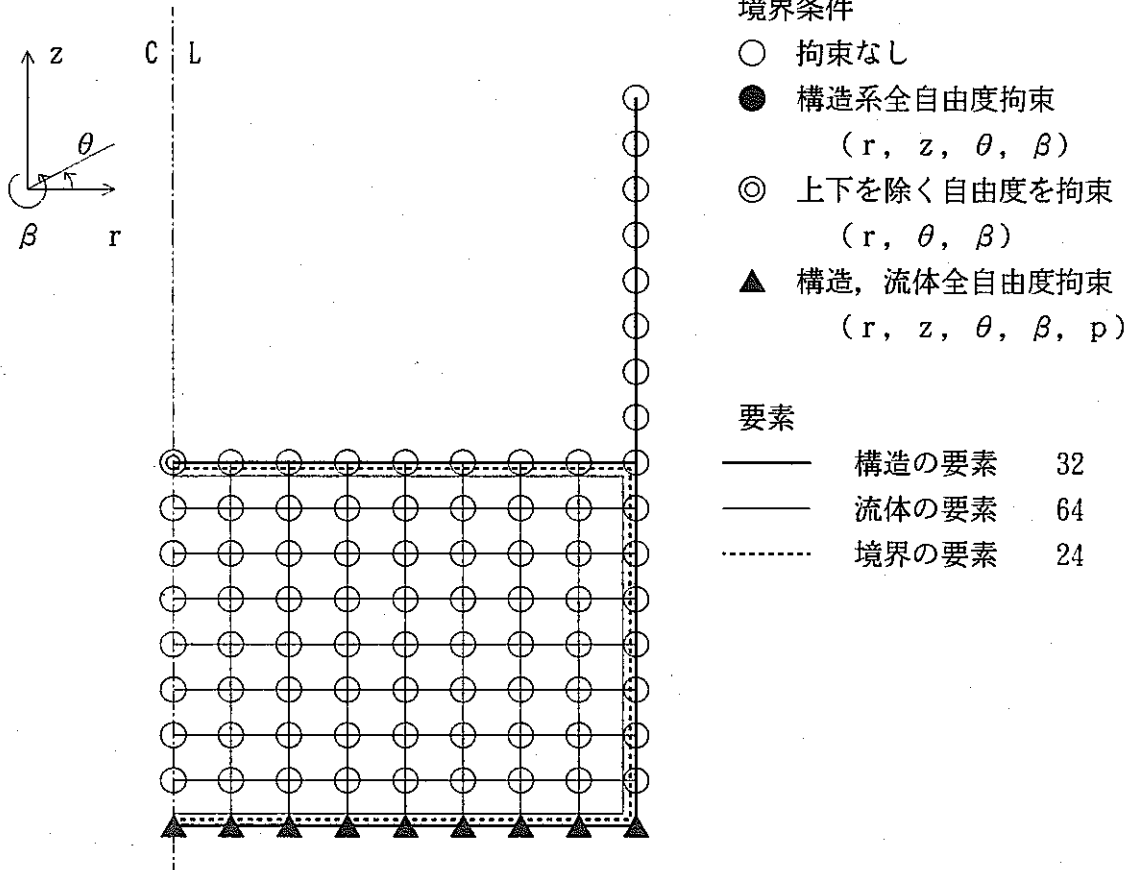 境界条件
○ 拘束なし
● 構造系全自由度拘束
(r, z, θ, β)
◎ 上下を除く自由度を拘束
(r, θ, β)
▲ 構造，流体全自由度拘束
(r, z, θ, β, p)
要素
構造の要素 32
流体の要素 64
境界の要素 24
z
θ
β r
C L